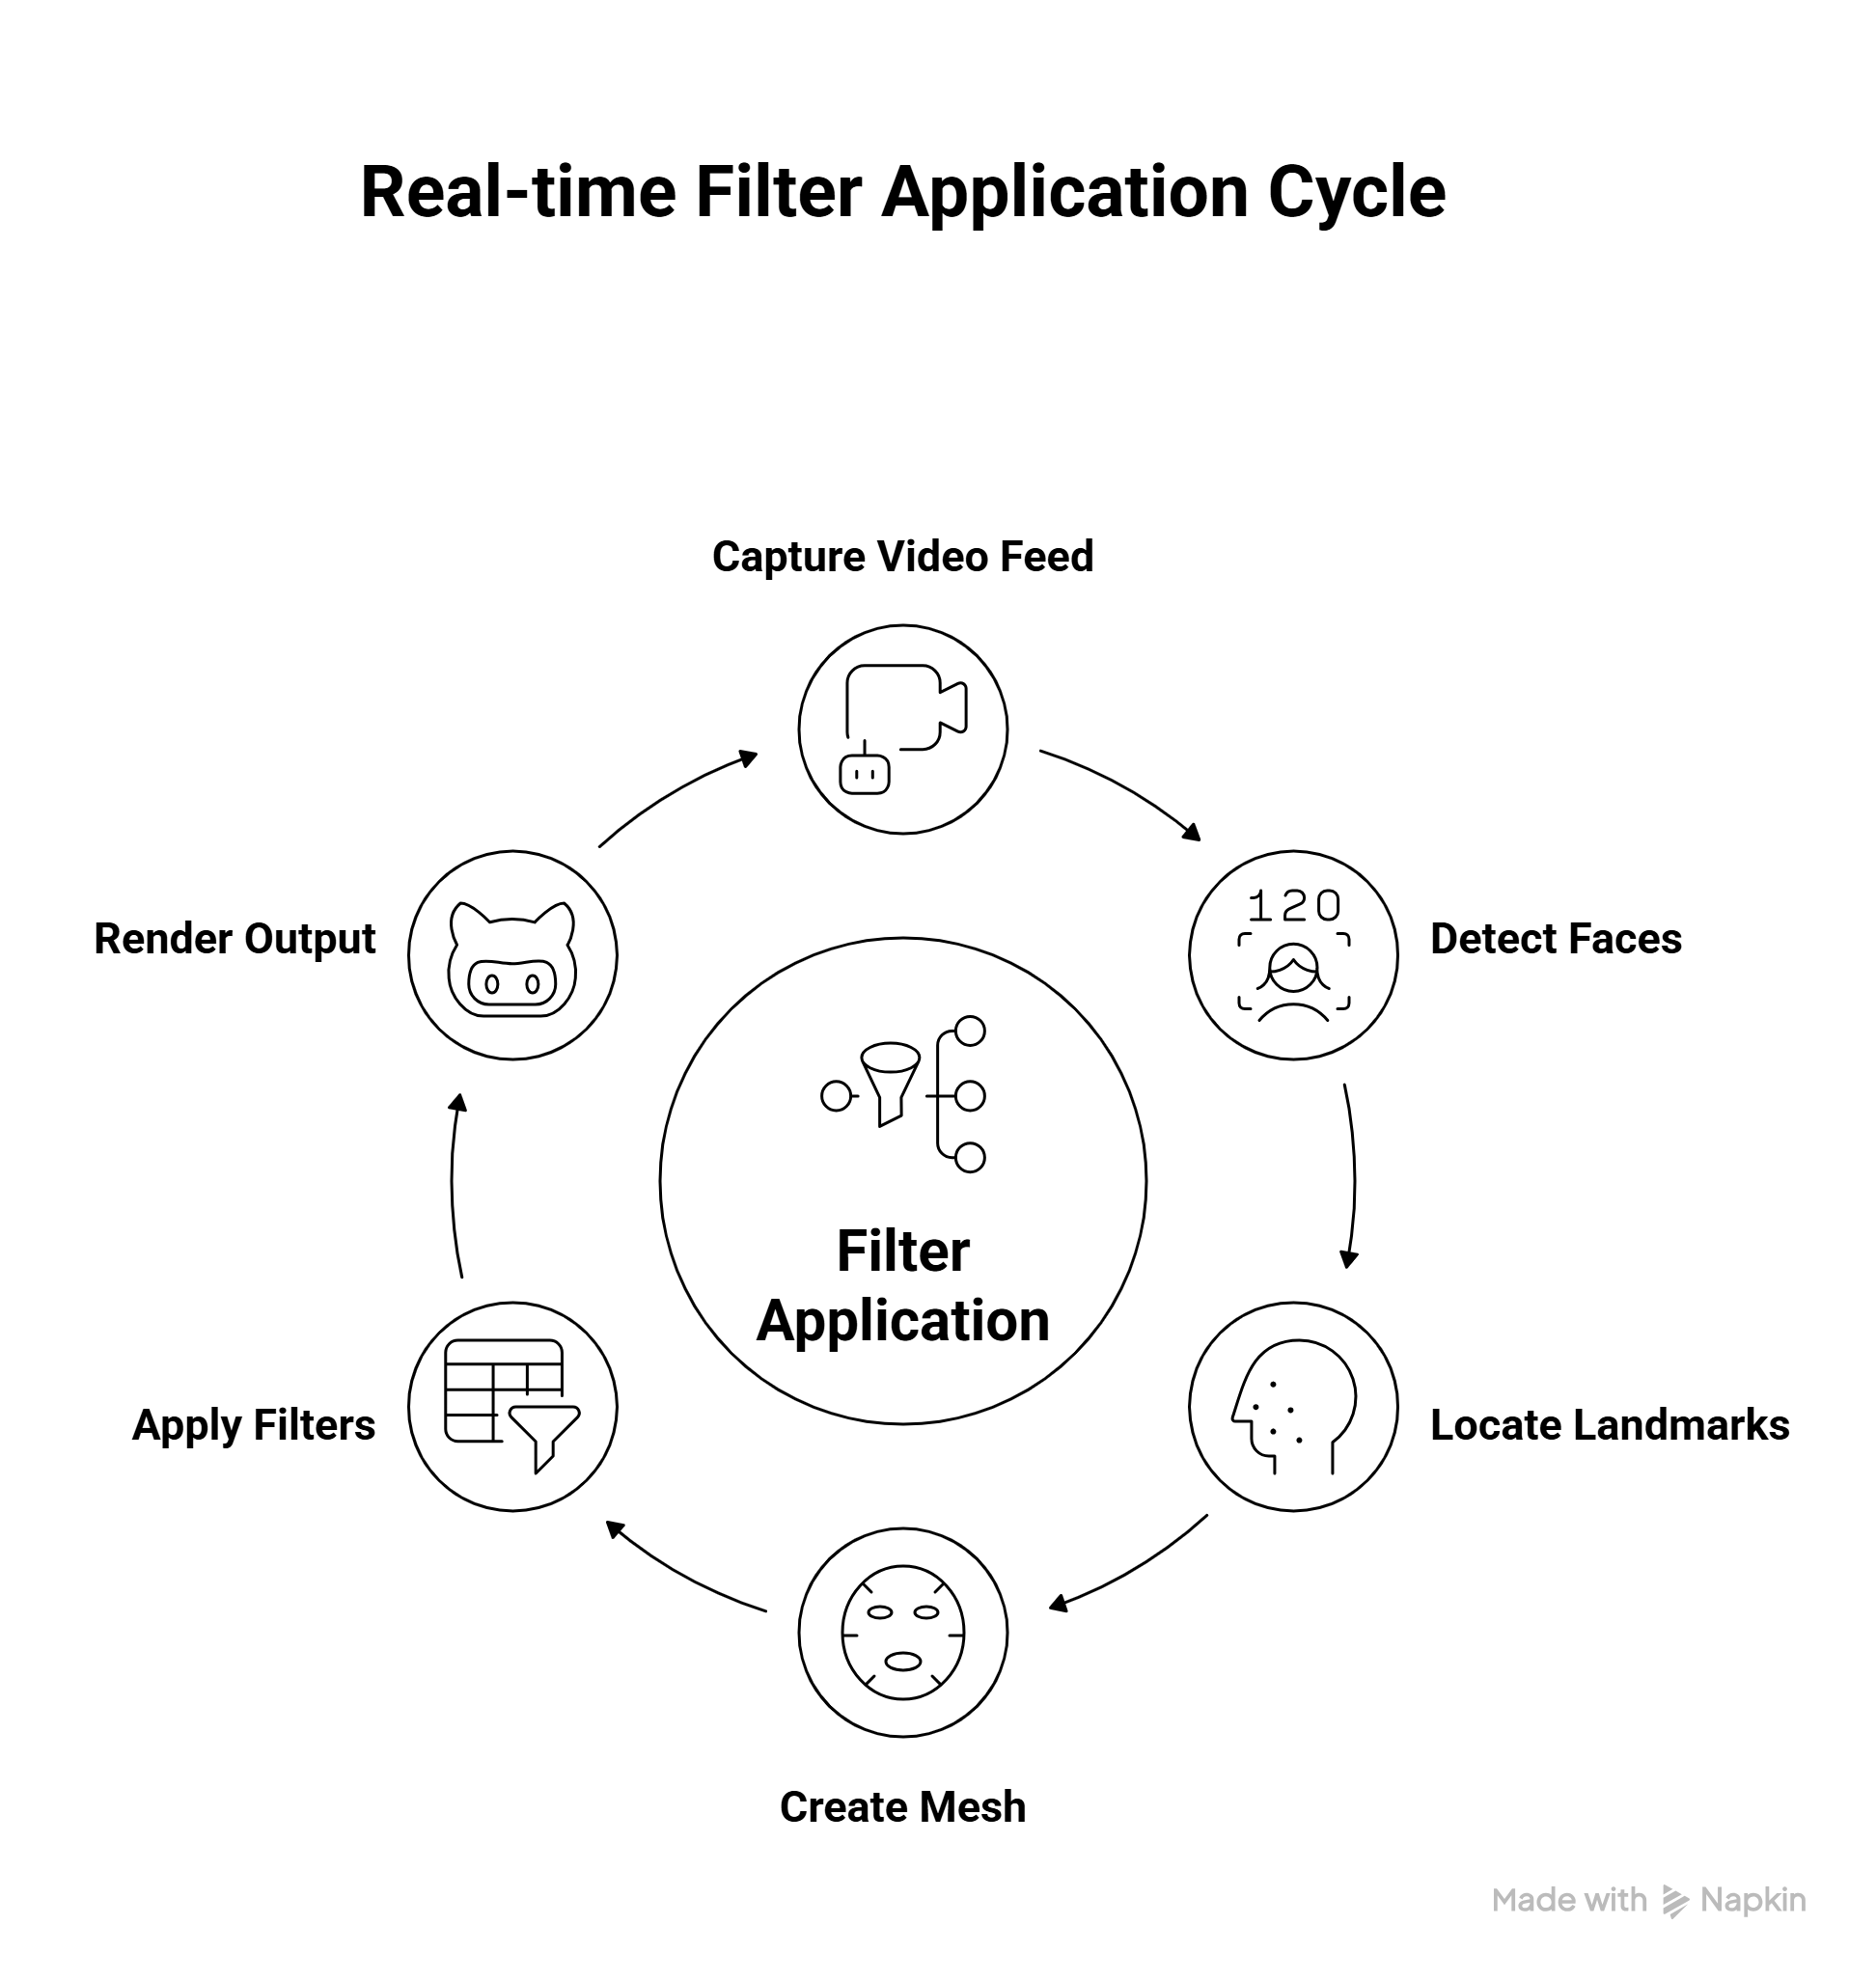 Real-time Filter Application Cycle
Capture Video Feed
120
Detect Faces
Render Output
Filter
Application
Apply Filters
Locate Landmarks
Create Mesh
Made with Napkin